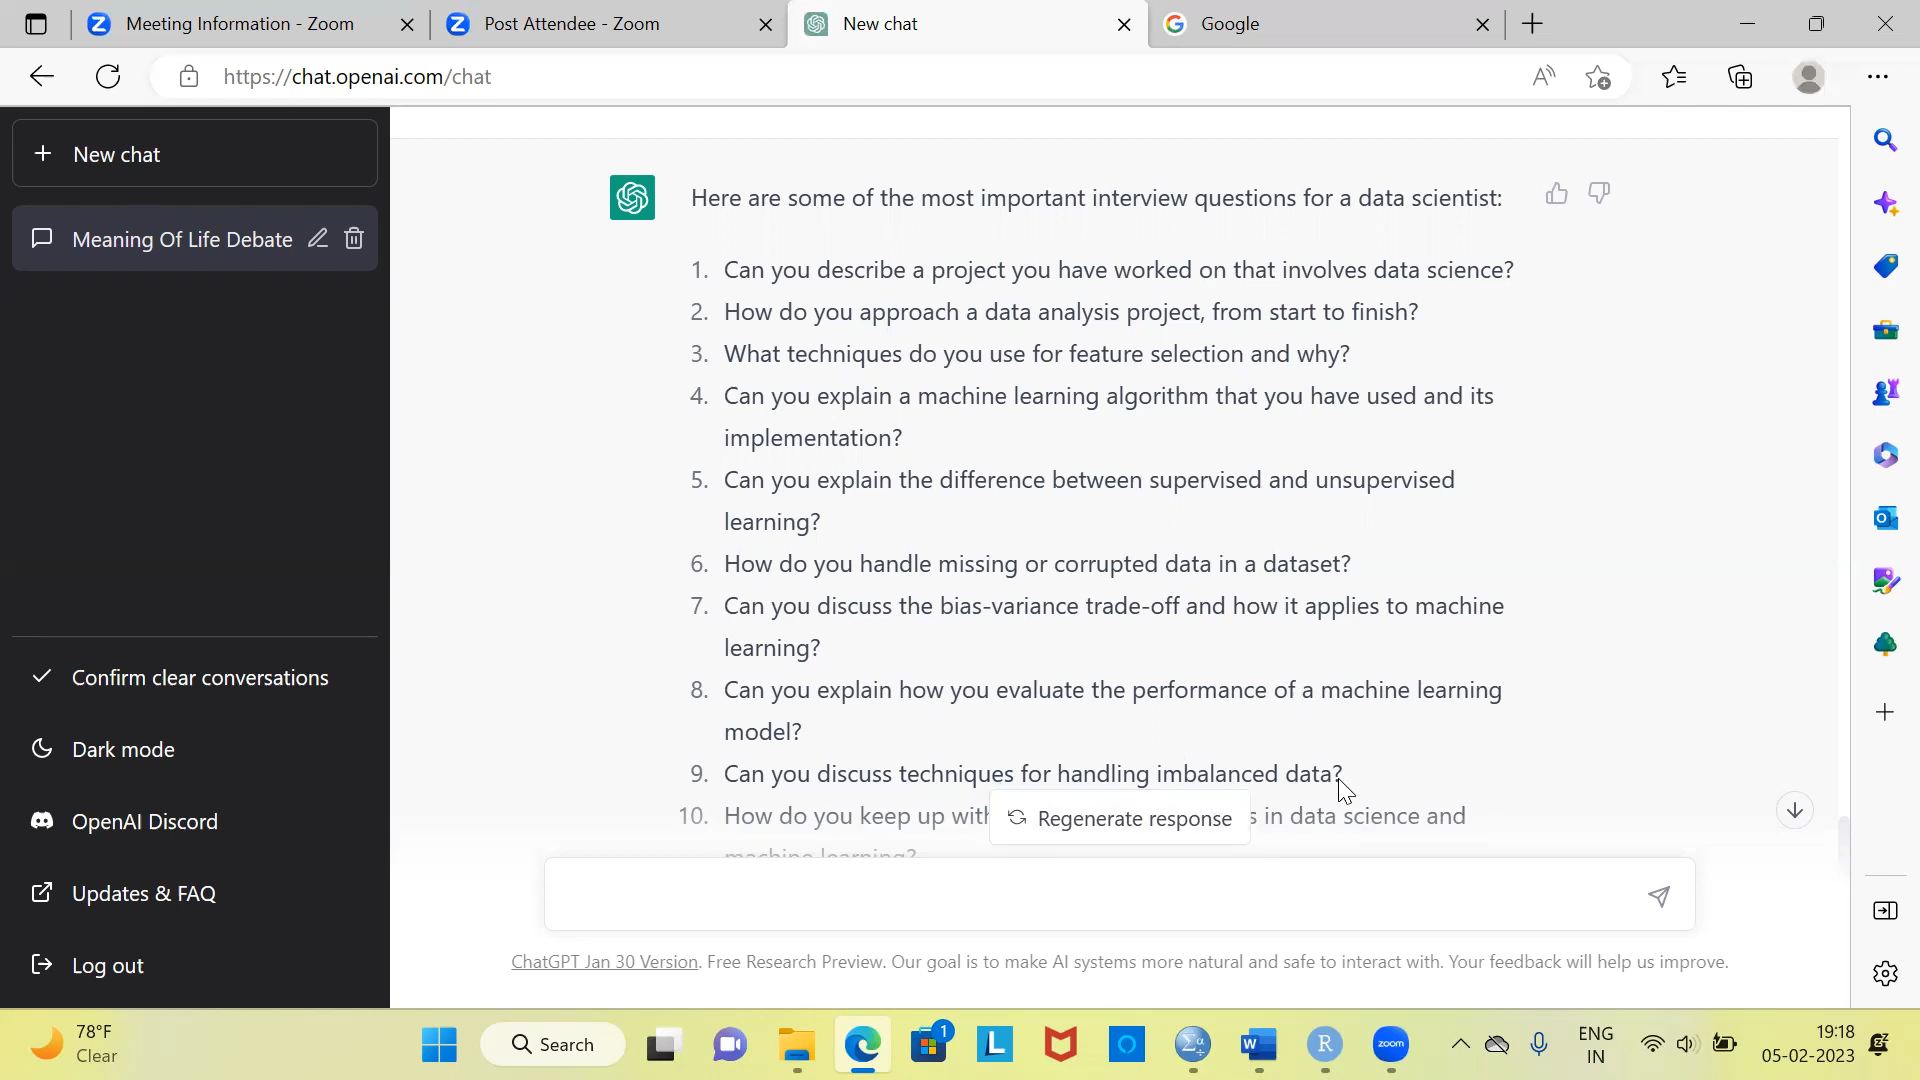 Meeting Information - Zoom
Post Attendee - Zoom
New chat
Google
https://chat.openai.com/chat
New chat
Meaning Of Life Debate
Confirm clear conversations
Dark mode
OpenAI Discord
Updates & FAQ
Log out
Here are some of the most important interview questions for a data scientist:
1. Can you describe a project you have worked on that involves data science?
2. How do you approach a data analysis project, from start to finish?
3. What techniques do you use for feature selection and why?
4. Can you explain a machine learning algorithm that you have used and its
implementation?
5. Can you explain the difference between supervised and unsupervised
learning?
6. How do you handle missing or corrupted data in a dataset?
7. Can you discuss the bias-variance trade-off and how it applies to machine
learning?
8. Can you explain how you evaluate the performance of a machine learning
model?
9. Can you discuss techniques for handling imbalanced data?
10. How do you keep up with
Regenerate response
s in data science and
machine learning?
ChatGPT Jan 30 Version. Free Research Preview. Our goal is to make AI systems more natural and safe to interact with. Your feedback will help us improve.
78°F
Clear
Search
1
L
W
R
zoom
ENG
IN
19:18
05-02-2023